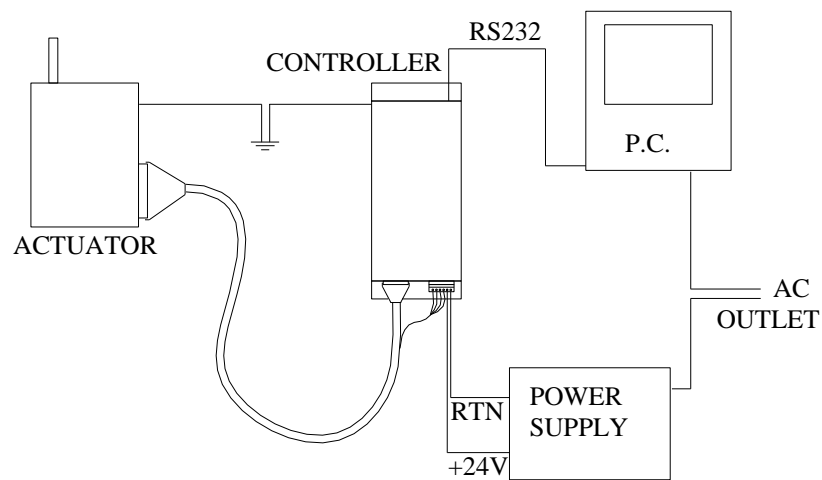 RS232
CONTROLLER
P.C.
ACTUATOR
AC
OUTLET
POWER
SUPPLY
RTN
+24V